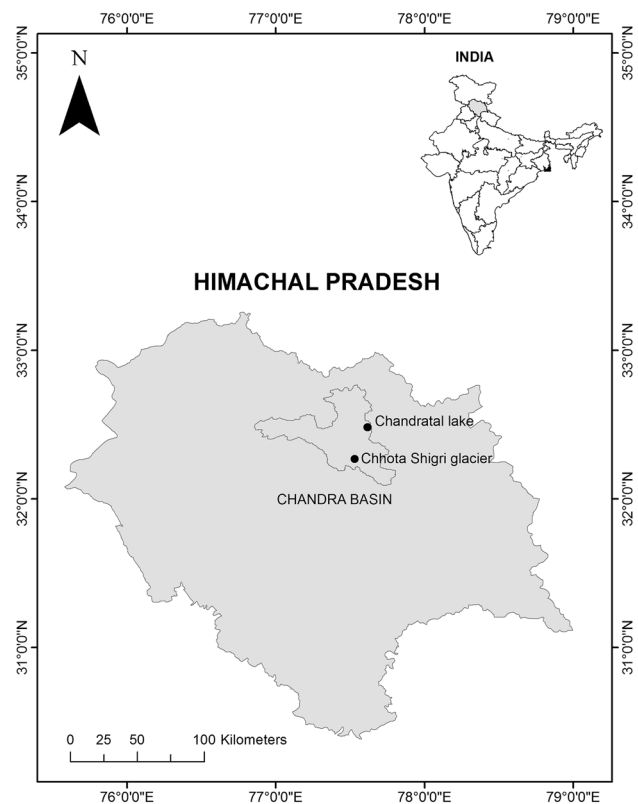 76°0'0"E 77°0'0"E 78°0'0"E 79°0'0"E
35°0'0"N 35°0'0"N
N
INDIA
34°0'0"N 34°0'0"N
HIMACHAL PRADESH
33°0'0"N 33°0'0"N
Chandratal lake
Chhota Shigri glacier
CHANDRA BASIN
32°0'0"N 32°0'0"N
31°0'0"N 31°0'0"N
0 25 50 100 Kilometers
76°0'0"E 77°0'0"E 78°0'0"E 79°0'0"E